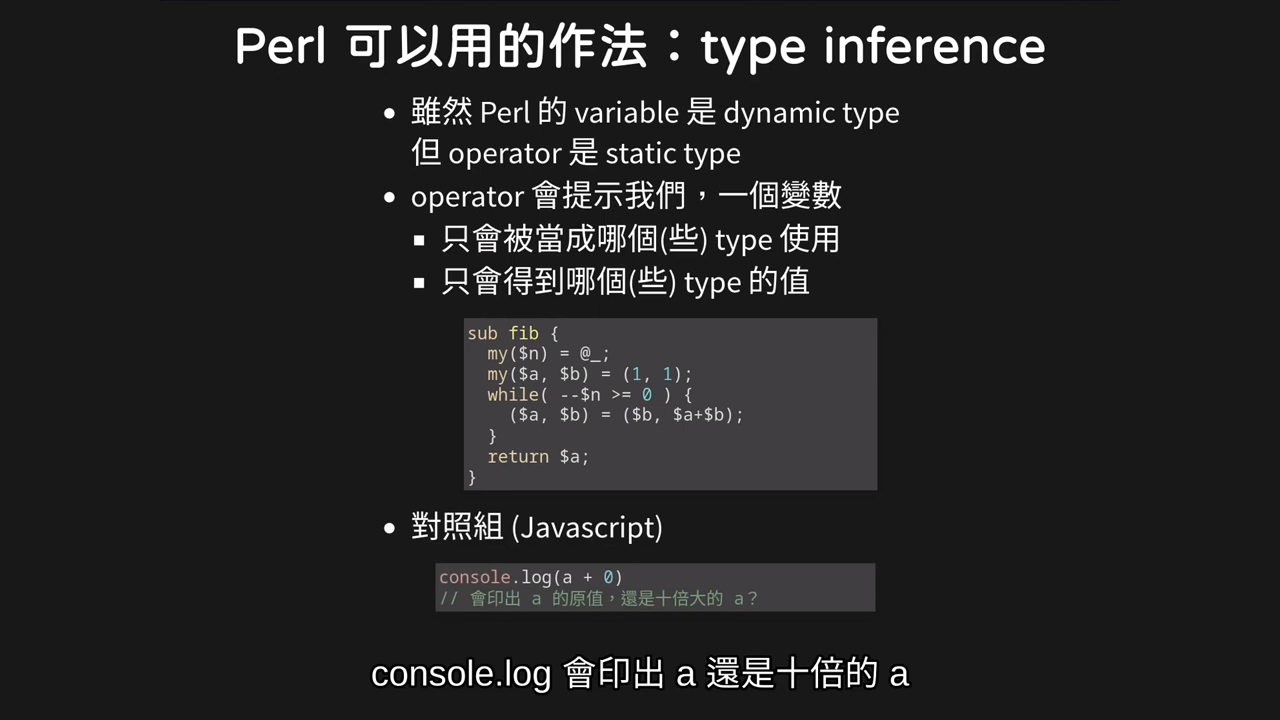 Perl 可以用的作法：type inference
• 雖然 Perl 的 variable 是 dynamic type
但 operator 是 static type
• operator 會提示我們，一個變數
▪ 只會被當成哪個(些) type 使用
▪ 只會得到哪個(些) type 的值
sub fib {
  my($n) = @_;
  my($a, $b) = (1, 1);
  while( --$n >= 0 ) {
    ($a, $b) = ($b, $a+$b);
  }
  return $a;
}
• 對照組 (Javascript)
console.log(a + 0)
// 會印出 a 的原值，還是十倍大的 a？
console.log 會印出 a 還是十倍的 a